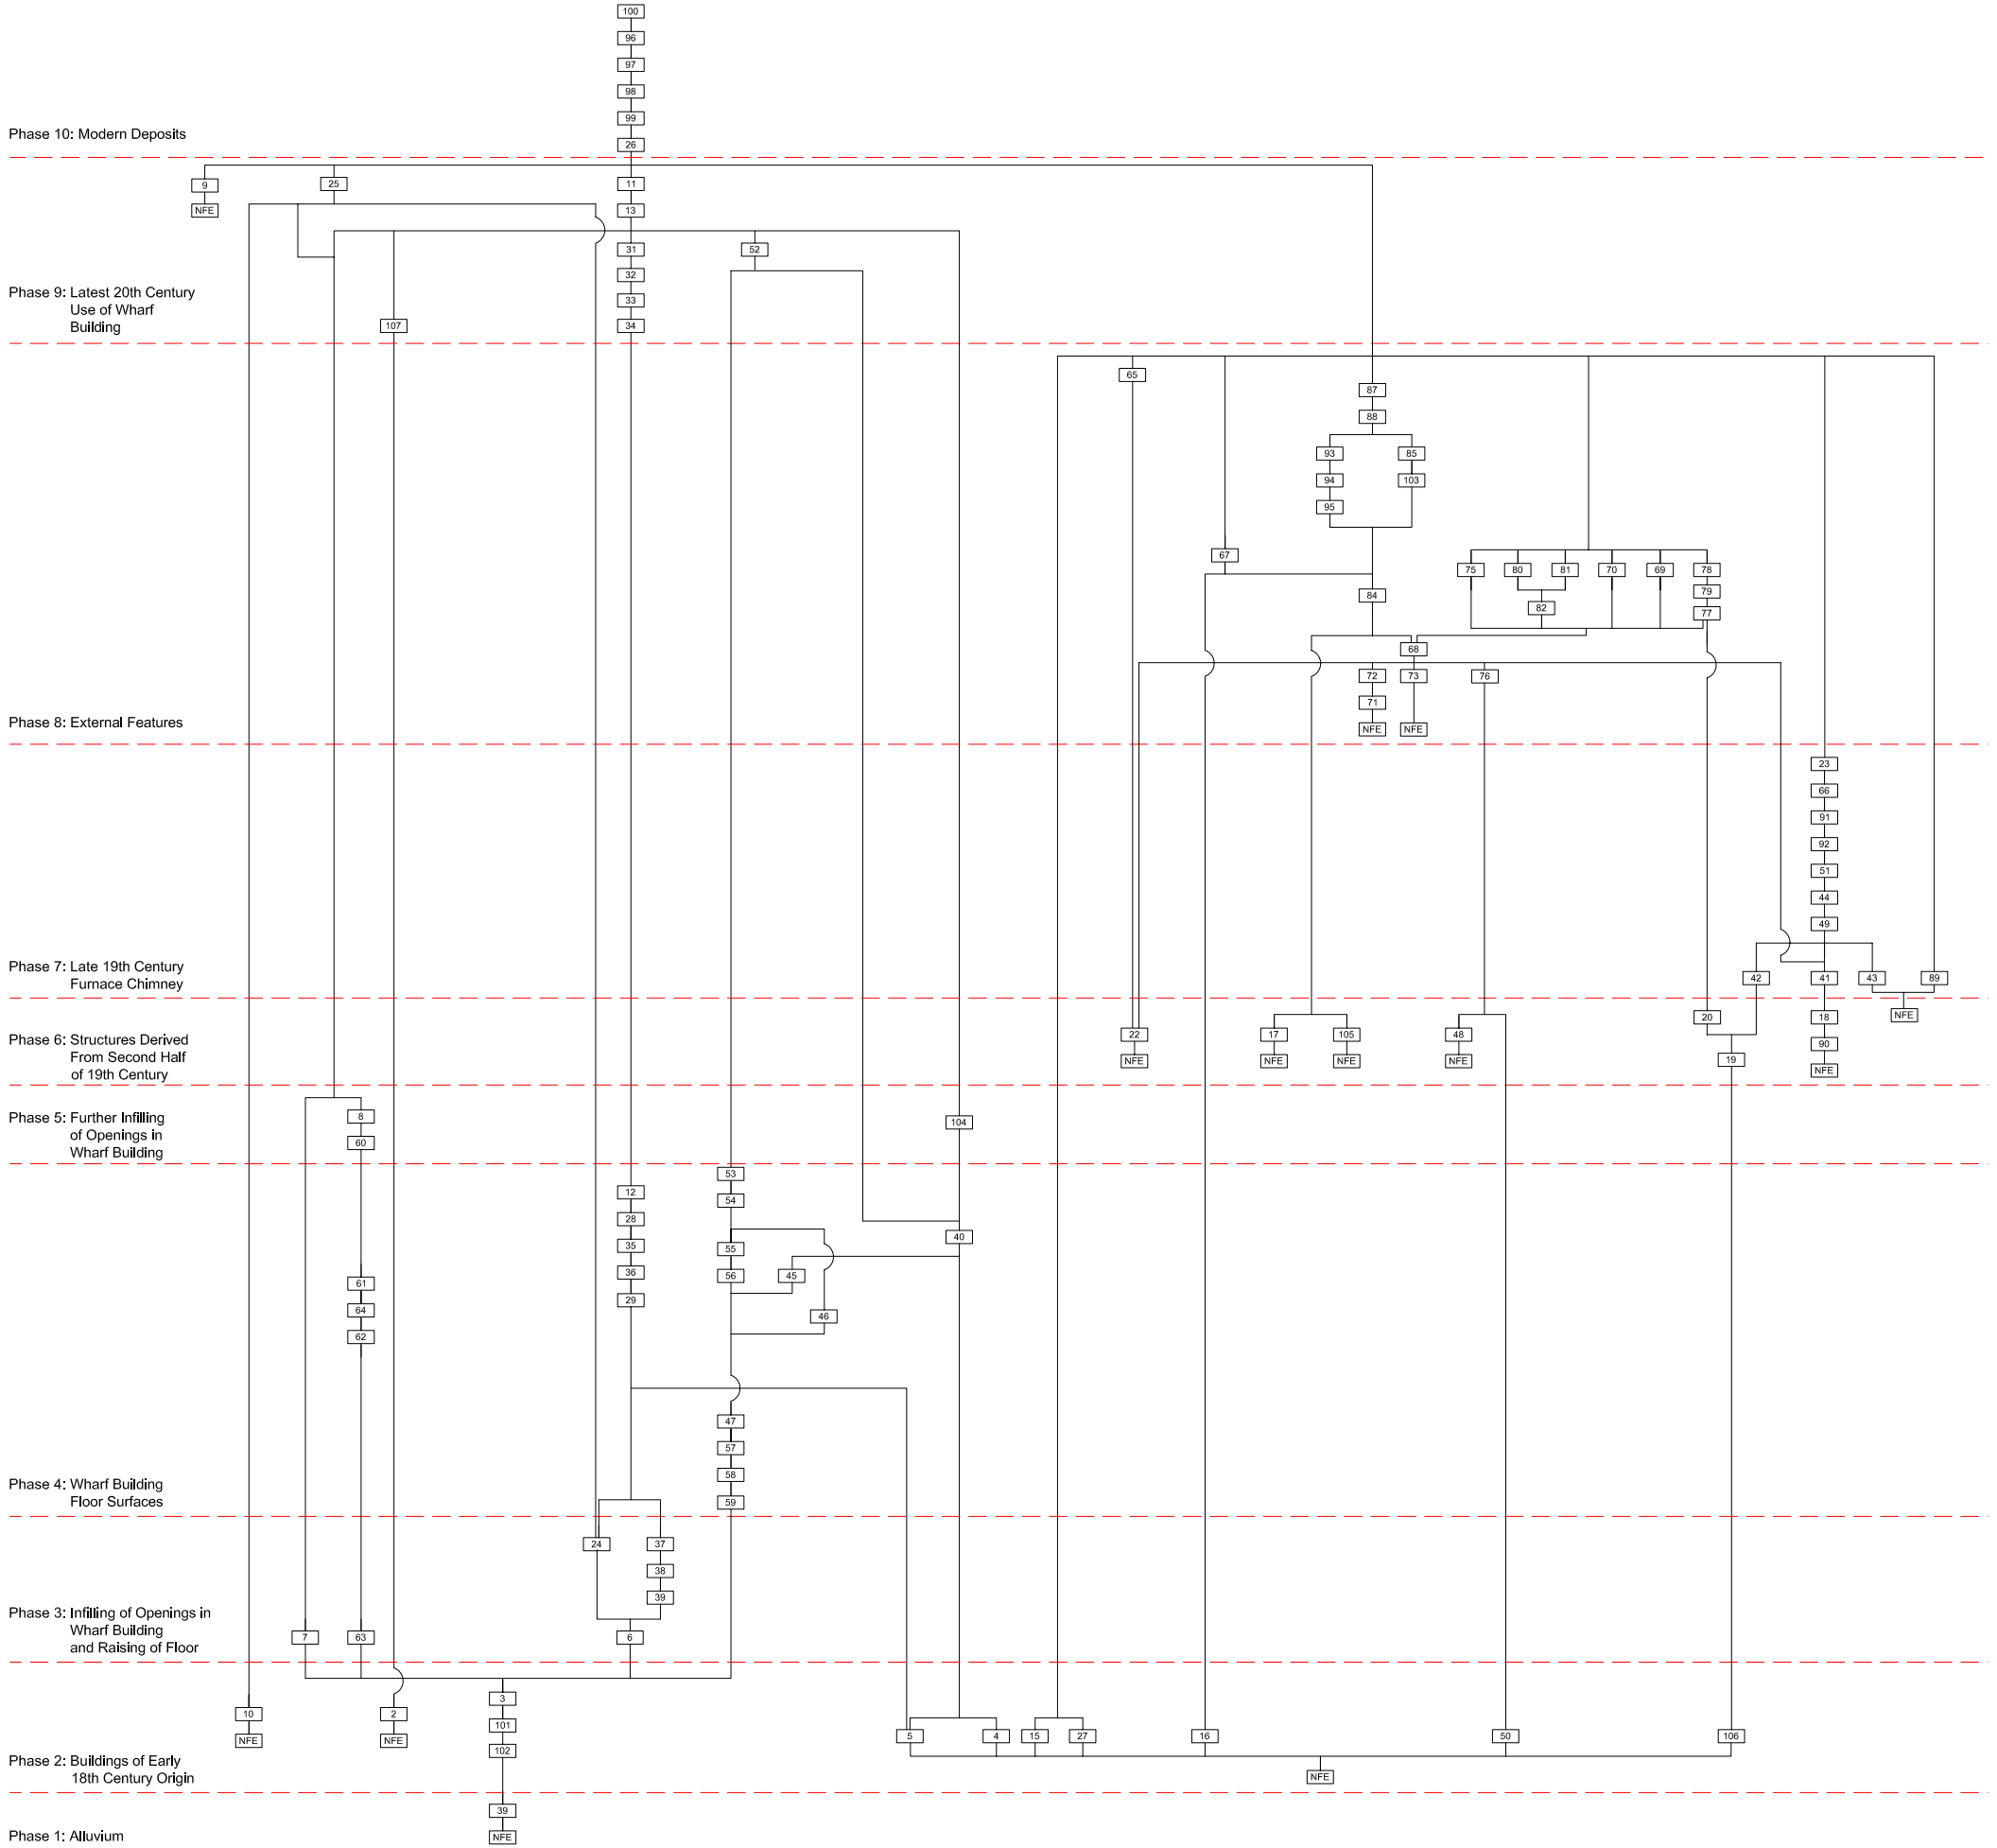 100
96
97
98
99
Phase 10: Modern Deposits
26
9
25
11
NFE
13
31
52
32
Phase 9: Latest 20th Century
Use of Wharf
33
Building
107
34
65
87
88
93
85
94
103
95
67
75
80
81
70
69
78
84
79
82
77
68
72
73
76
71
Phase 8: External Features
NFE
NFE
23
66
91
92
51
44
49
Phase 7: Late 19th Century
Furnace Chimney
42
41
43
89
20
18
NFE
Phase 6: Structures Derived
From Second Half
of 19th Century
22
17
105
48
90
NFE
NFE
NFE
NFE
19
NFE
Phase 5: Further Infilling
of Openings in
Wharf Building
8
104
60
53
12
54
28
40
35
55
36
56
45
61
29
64
46
62
47
57
58
Phase 4: Wharf Building
Floor Surfaces
59
24
37
38
39
Phase 3: Infilling of Openings in
Wharf Building
and Raising of Floor
7
63
6
3
10
2
101
NFE
NFE
5
4
15
27
16
50
106
102
Phase 2: Buildings of Early
18th Century Origin
NFE
39
Phase 1: Alluvium
NFE